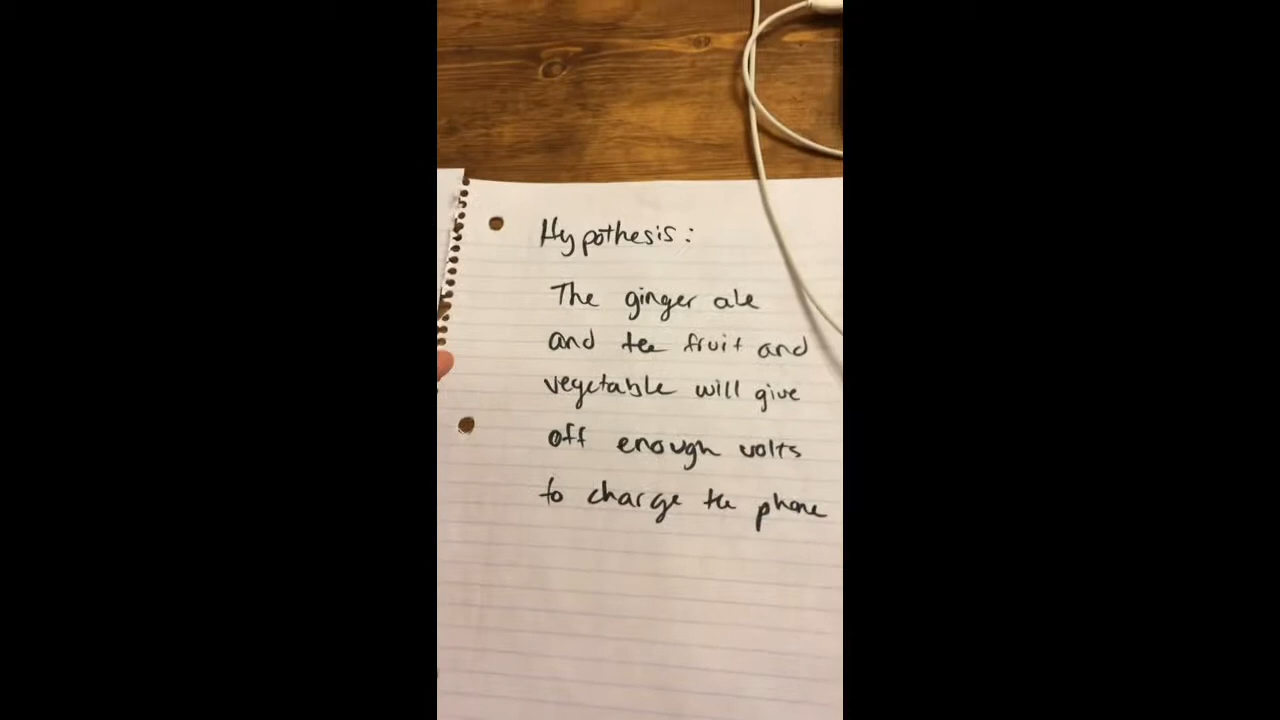 Hypothesis:
The ginger ale
and the fruit and
vegetable will give
off enough volts
to charge the phone